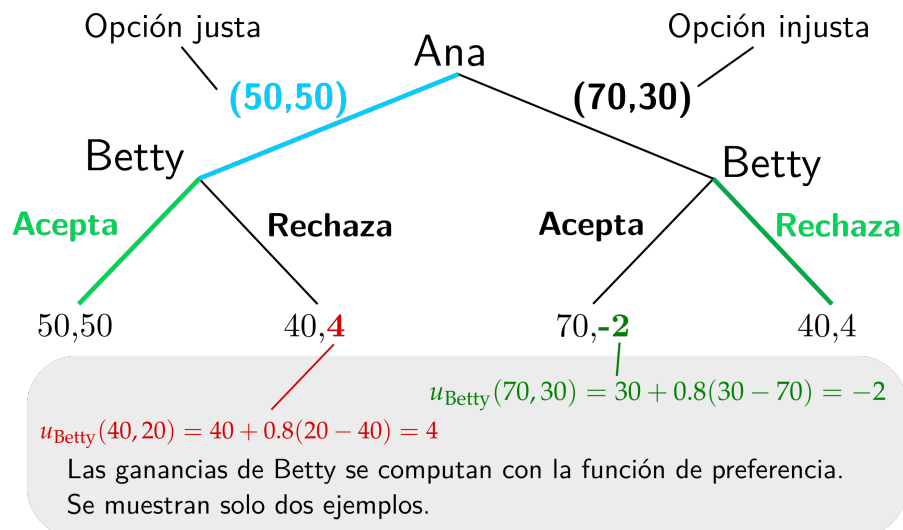 Opción justa
Opción injusta
Ana
(50,50)
(70,30)
Betty
Betty
Acepta
Rechaza
Acepta
Rechaza
50,50
40,4
70,-2
40,4
u_Betty(70, 30) = 30 + 0.8(30 − 70) = −2
u_Betty(40, 20) = 40 + 0.8(20 − 40) = 4
Las ganancias de Betty se computan con la función de preferencia.
Se muestran solo dos ejemplos.